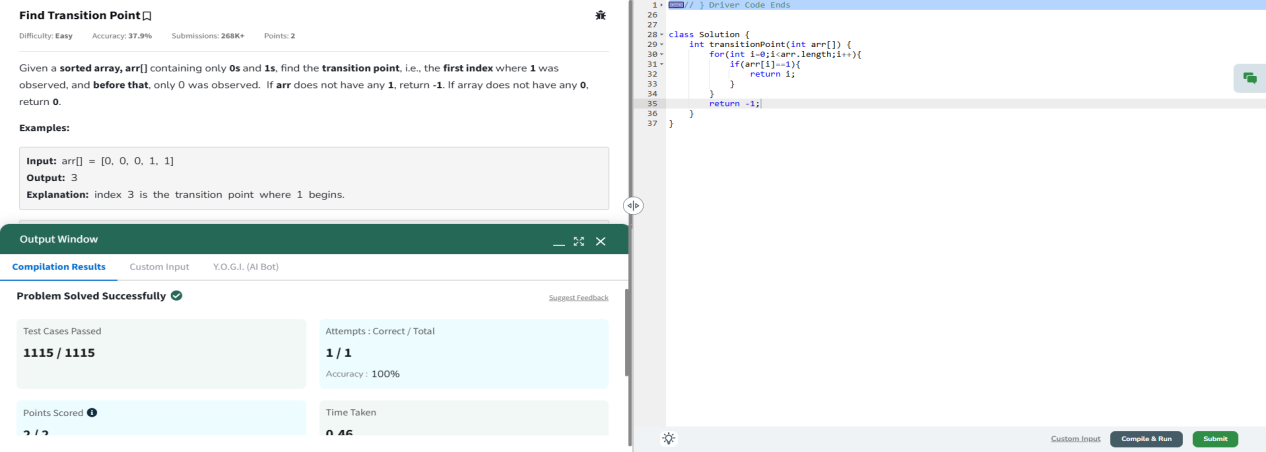 Find Transition Point
Difficulty: Easy Accuracy: 37.9% Submissions: 268K+ Points: 2
Given a sorted array, arr[] containing only 0s and 1s, find the transition point, i.e., the first index where 1 was
observed, and before that, only 0 was observed. If arr does not have any 1, return -1. If array does not have any 0,
return 0.
Examples:
Input: arr[] = [0, 0, 0, 1, 1]
Output: 3
Explanation: index 3 is the transition point where 1 begins.
Output Window
Compilation Results Custom Input Y.O.G.I. (AI Bot)
Problem Solved Successfully
Suggest Feedback
Test Cases Passed
1115 / 1115
Attempts : Correct / Total
1 / 1
Accuracy : 100%
Points Scored
2 / 2
Time Taken
0.46
1 // } Driver Code Ends
26
27
28 class Solution {
29 int transitionPoint(int arr[]) {
30 for(int i=0;i<arr.length;i++){
31 if(arr[i]==1){
32 return i;
33 }
34 }
35 return -1;
36 }
37 }
Custom Input Compile & Run Submit